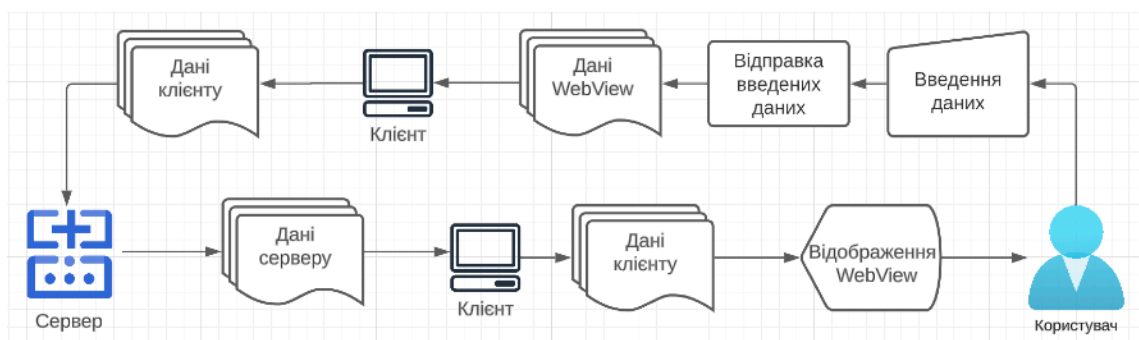 Дані
клієнту
Клієнт
Дані
WebView
Відправка
введених
даних
Введення
даних
Сервер
Дані
серверу
Клієнт
Дані
клієнту
Відображення
WebView
Користувач